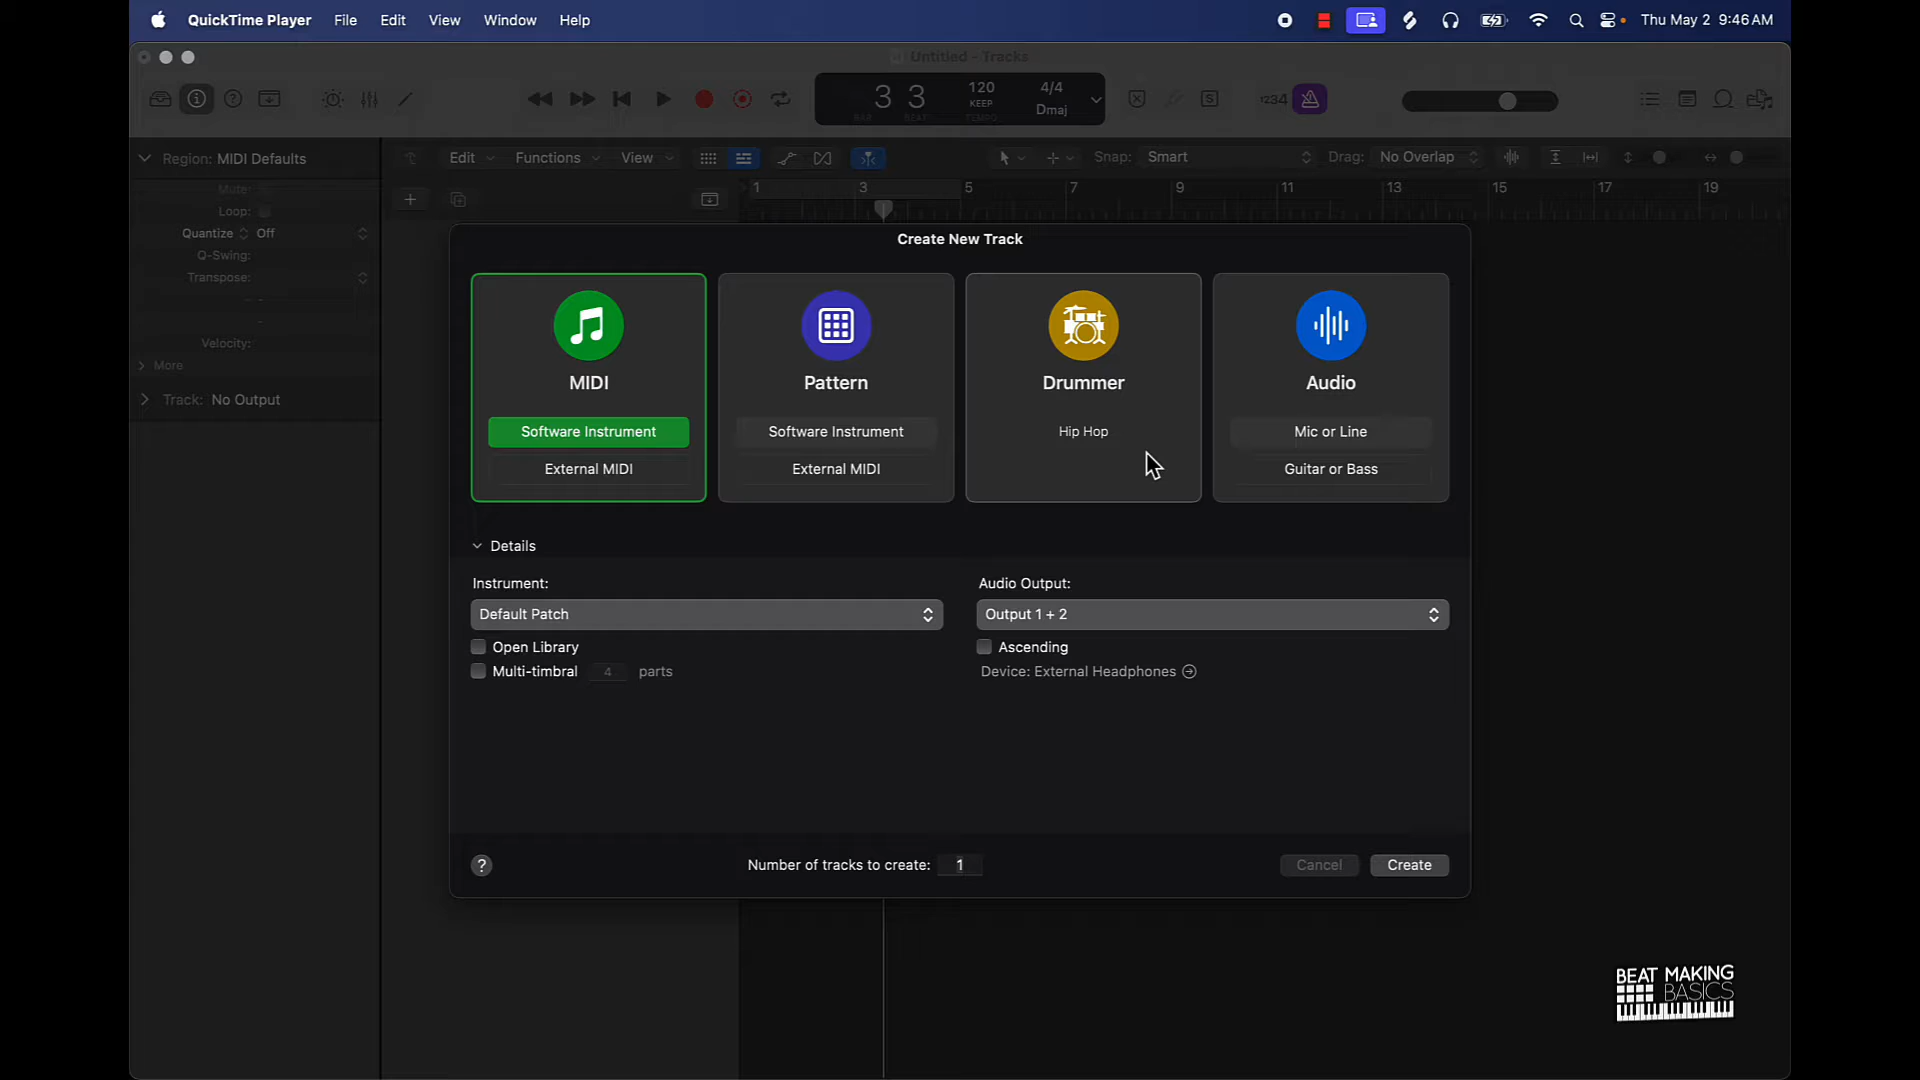 QuickTime Player File Edit View Window Help Thu May 2 9:46 AM
Untitled - Tracks
3 3 120 4/4
KEEP Dmaj
BAR BEAT TEMPO
1234
Region: MIDI Defaults
Edit Functions View Snap: Smart Drag: No Overlap
Mute:
Loop:
Quantize Off
Q-Swing:
Transpose:
Velocity:
More
Track: No Output
1 3 5 7 9 11 13 15 17 19
Create New Track
MIDI
Software Instrument
External MIDI
Pattern
Software Instrument
External MIDI
Drummer
Hip Hop
Audio
Mic or Line
Guitar or Bass
Details
Instrument:
Default Patch
Open Library
Multi-timbral 4 parts
Audio Output:
Output 1 + 2
Ascending
Device: External Headphones
? Number of tracks to create: 1 Cancel Create
BEAT MAKING
BASICS